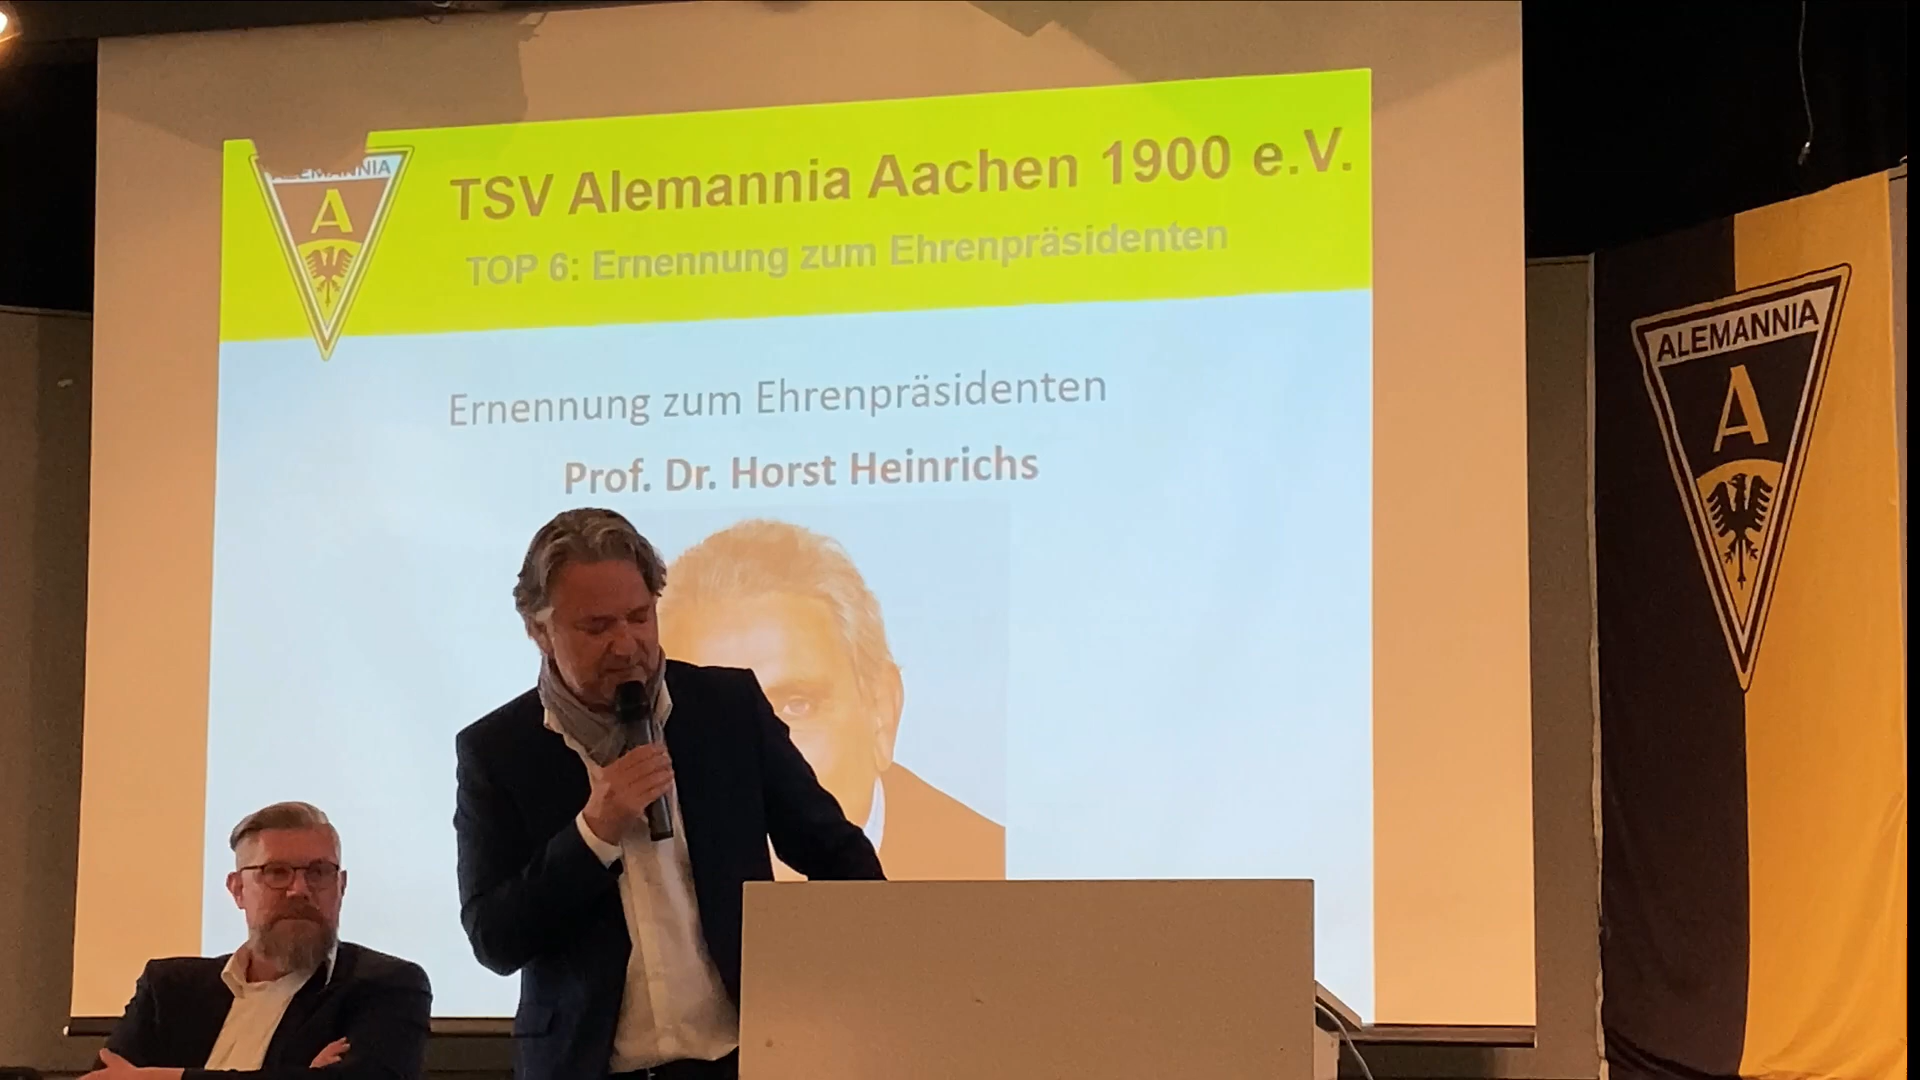 ALEMANNIA
A
TSV Alemannia Aachen 1900 e.V.
TOP 6: Ernennung zum Ehrenpräsidenten
Ernennung zum Ehrenpräsidenten
Prof. Dr. Horst Heinrichs
ALEMANNIA
A